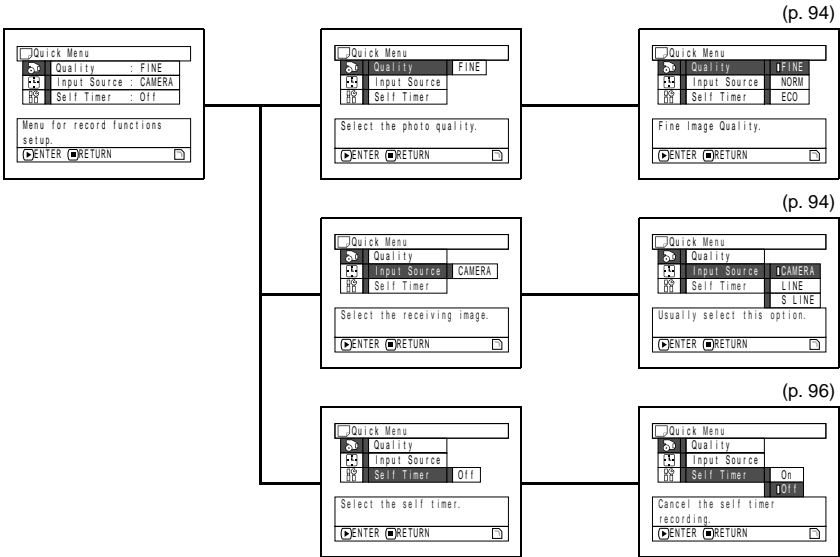 (p. 94)
Quick Menu
Quality : FINE
Input Source : CAMERA
Self Timer : Off
Menu for record functions
setup.
ENTER RETURN
Quick Menu
Quality FINE
Input Source
Self Timer
Select the photo quality.
ENTER RETURN
Quick Menu
Quality FINE
Input Source NORM
Self Timer ECO
Fine Image Quality.
ENTER RETURN
(p. 94)
Quick Menu
Quality
Input Source CAMERA
Self Timer
Select the receiving image.
ENTER RETURN
Quick Menu
Quality
Input Source CAMERA
Self Timer LINE
S LINE
Usually select this option.
ENTER RETURN
(p. 96)
Quick Menu
Quality
Input Source
Self Timer Off
Select the self timer.
ENTER RETURN
Quick Menu
Quality
Input Source
Self Timer On
Off
Cancel the self timer
recording.
ENTER RETURN